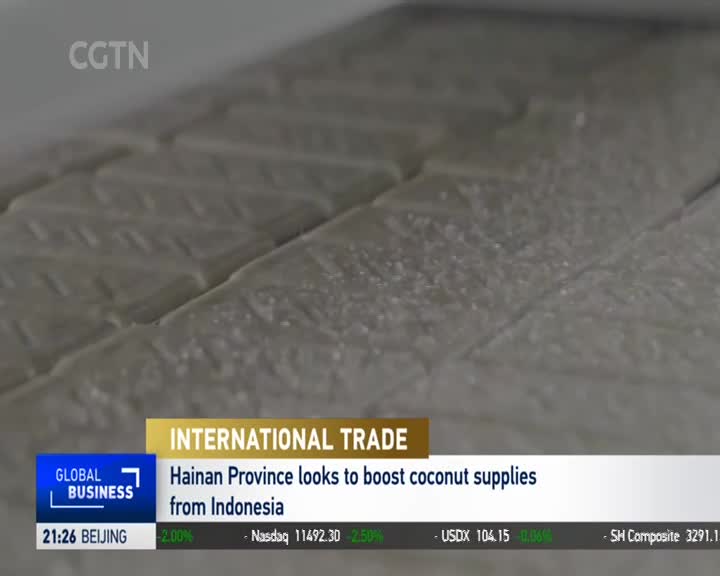 CGTN
INTERNATIONAL TRADE
Hainan Province looks to boost coconut supplies
from Indonesia
GLOBAL
BUSINESS
21:26 BEIJING
-2.00% - Nasdaq 11492.30 -2.50% - USDX 104.15 -0.06% - SH Composite 3291.1